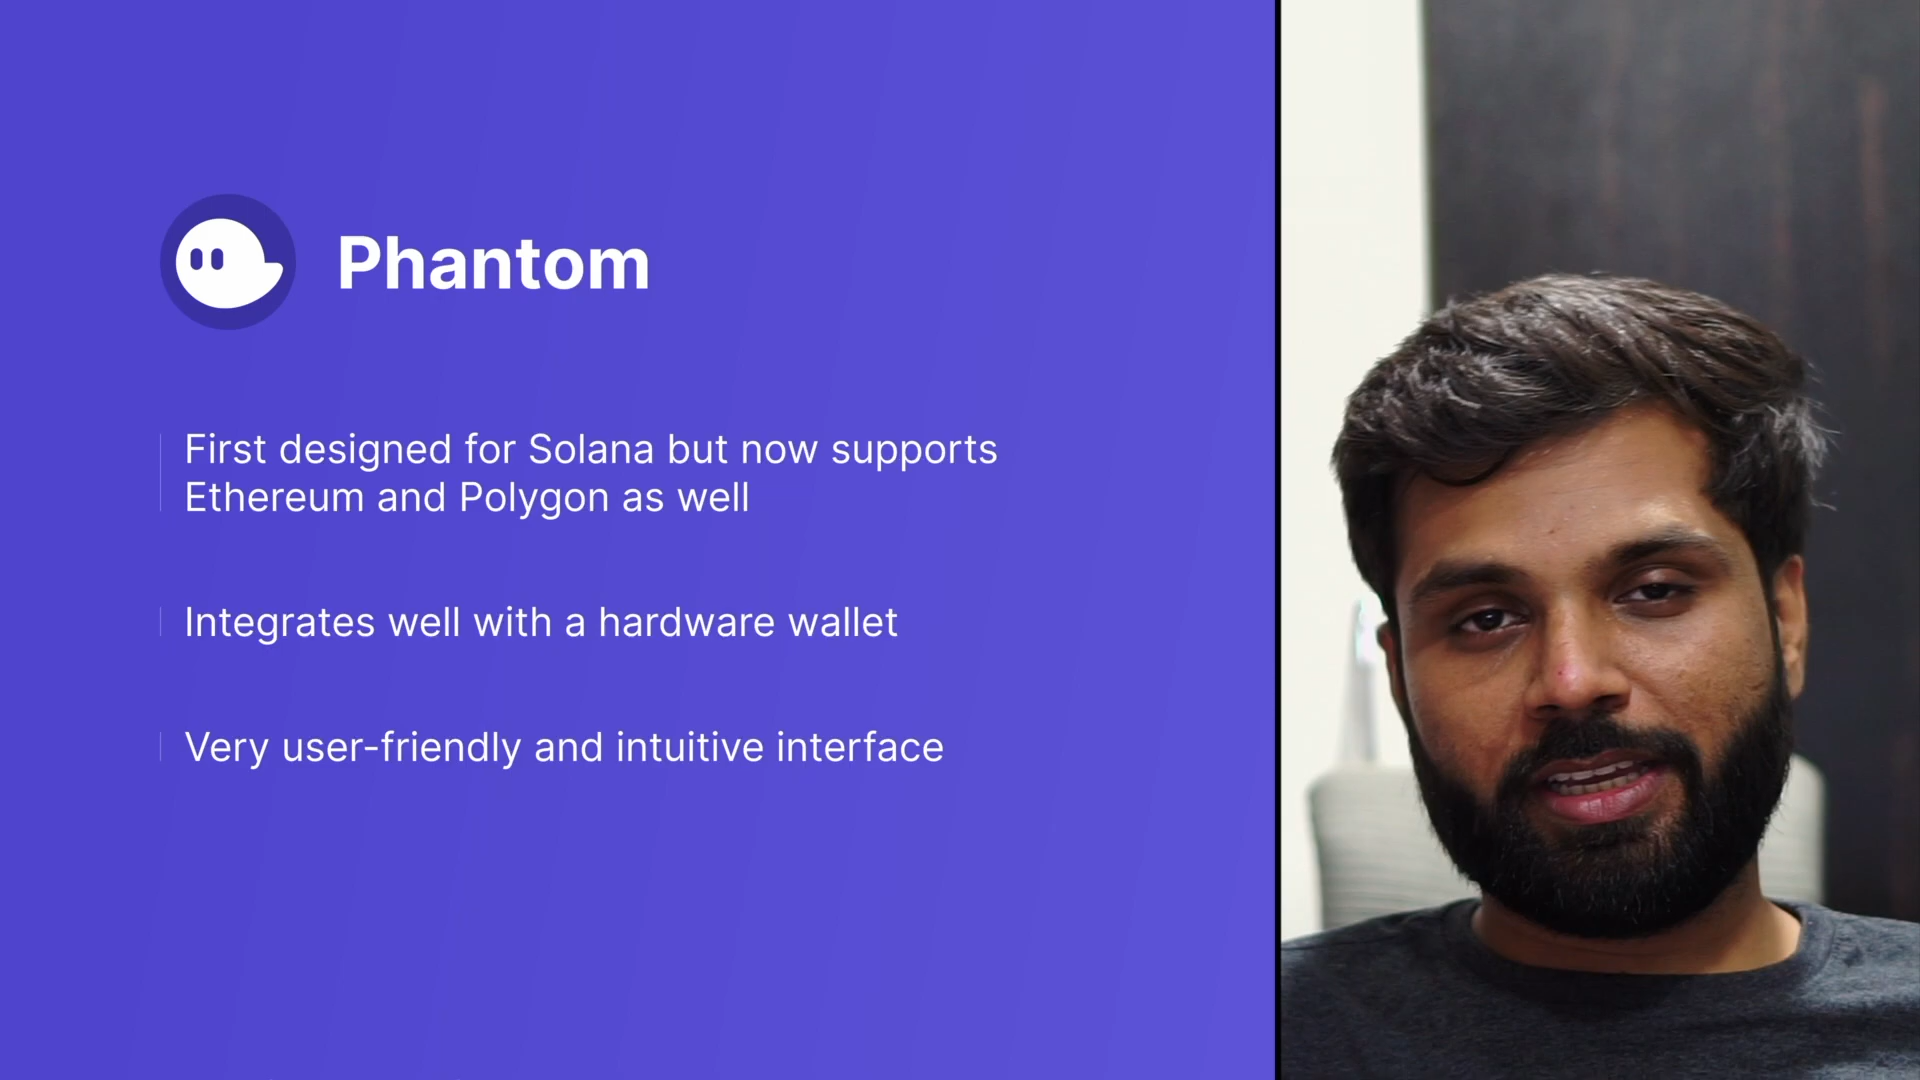 Phantom
First designed for Solana but now supports
Ethereum and Polygon as well
Integrates well with a hardware wallet
Very user-friendly and intuitive interface